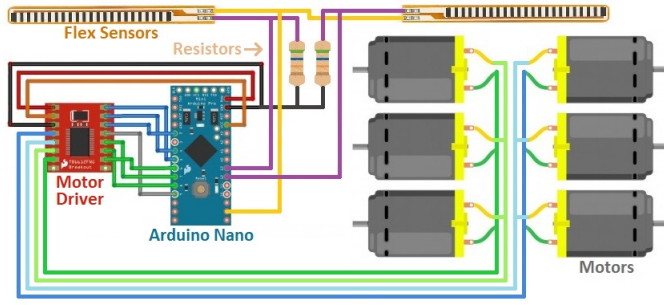 Flex Sensors
Resistors →
Motor
Driver
Arduino Nano
Motors